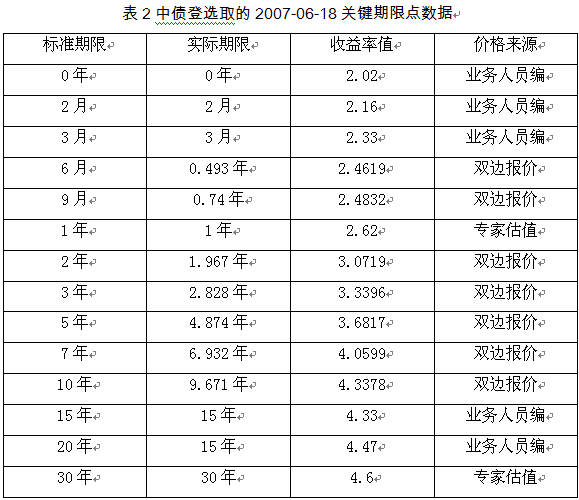 表 2 中债登选取的 2007-06-18 关键期限点数据
标准期限 实际期限 收益率值 价格来源
0 年 0 年 2.02 业务人员编
2 月 2 月 2.16 业务人员编
3 月 3 月 2.33 业务人员编
6 月 0.493 年 2.4619 双边报价
9 月 0.74 年 2.4832 双边报价
1 年 1 年 2.62 专家估值
2 年 1.967 年 3.0719 双边报价
3 年 2.828 年 3.3396 双边报价
5 年 4.874 年 3.6817 双边报价
7 年 6.932 年 4.0599 双边报价
10 年 9.671 年 4.3378 双边报价
15 年 15 年 4.33 业务人员编
20 年 15 年 4.47 业务人员编
30 年 30 年 4.6 专家估值